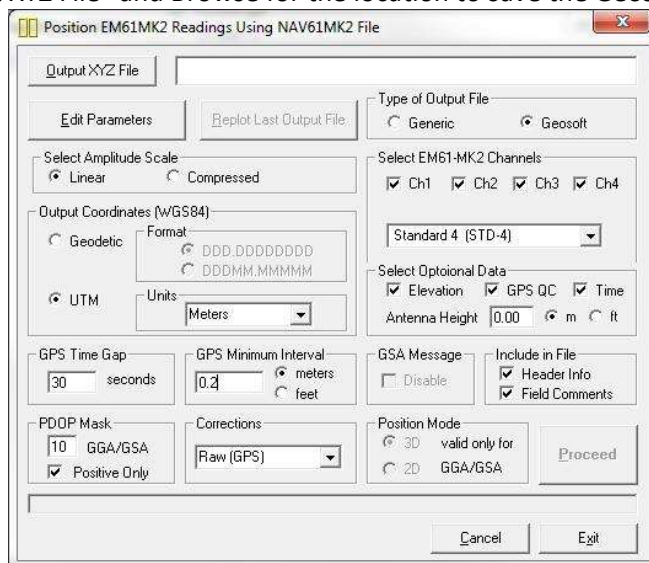 XYZ File" and Browse for the location to save the
Position EM61MK2 Readings Using NAV61MK2 File
Output XYZ File
Edit Parameters
Replot Last Output File
Type of Output File
Generic
Geosoft
Select Amplitude Scale
Linear
Compressed
Select EM61-MK2 Channels
Ch1
Ch2
Ch3
Ch4
Standard 4 (STD-4)
Output Coordinates (WGS84)
Geodetic
Format
DDD.DDDDDDDD
DDDMM.MMMMM
UTM
Units
Meters
Select Optoional Data
Elevation
GPS QC
Time
Antenna Height
0.00
m
ft
GPS Time Gap
30 seconds
GPS Minimum Interval
0.2
meters
feet
GSA Message
Disable
Include in File
Header Info
Field Comments
PDOP Mask
10 GGA/GSA
Positive Only
Corrections
Raw (GPS)
Position Mode
3D valid only for
2D GGA/GSA
Proceed
Cancel
Exit